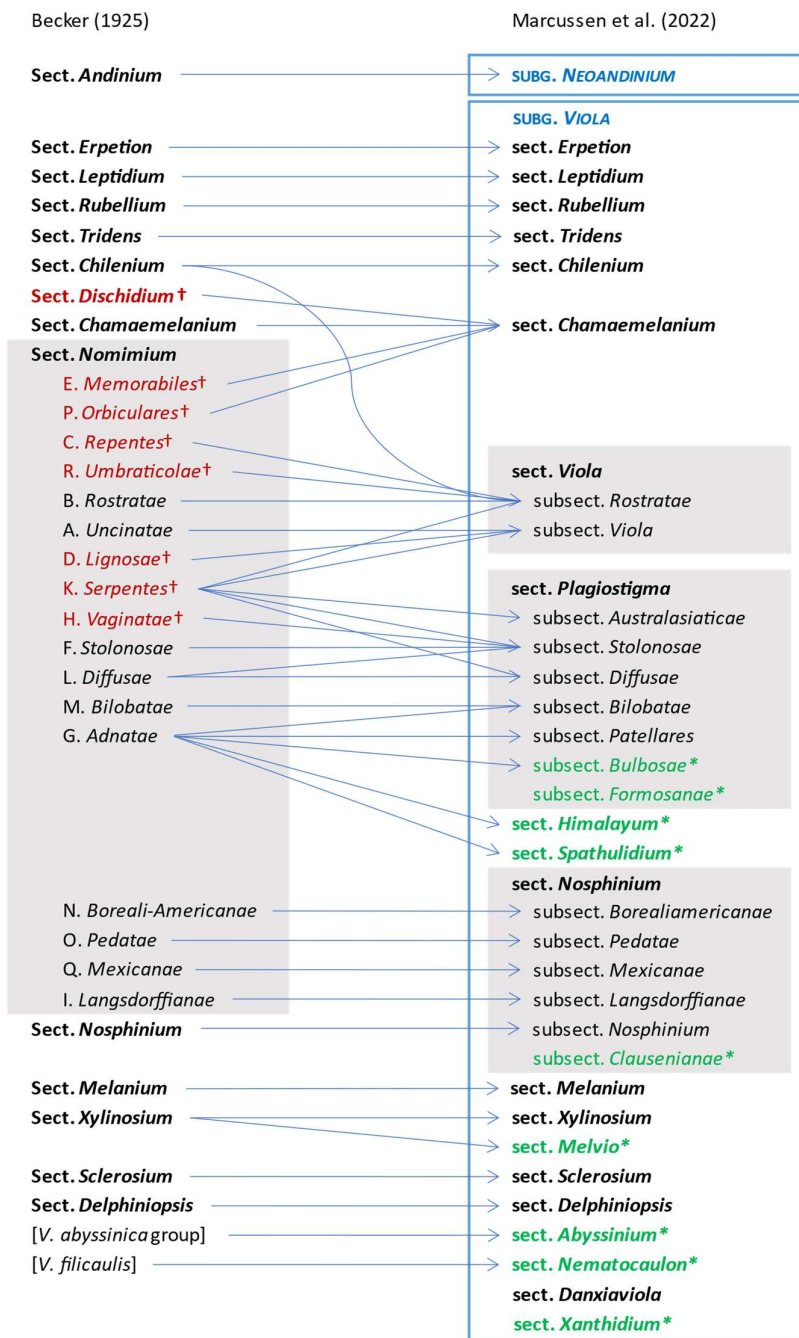 Becker (1925) Marcussen et al. (2022)
Sect. Andinium SUBG. NEOANDINIUM
SUBG. VIOLA
Sect. Erpetion sect. Erpetion
Sect. Leptidium sect. Leptidium
Sect. Rubellium sect. Rubellium
Sect. Tridens sect. Tridens
Sect. Chilenium sect. Chilenium
Sect. Dischidium†
Sect. Chamaemelanium sect. Chamaemelanium
Sect. Nomimium
E. Memorabiles†
P. Orbiculares†
C. Repentes†
R. Umbraticolae† sect. Viola
B. Rostratae subsect. Rostratae
A. Uncinatae subsect. Viola
D. Lignosae†
K. Serpentes† sect. Plagiostigma
H. Vaginatae† subsect. Australasiaticae
F. Stolonosae subsect. Stolonosae
L. Diffusae subsect. Diffusae
M. Bilobatae subsect. Bilobatae
G. Adnatae subsect. Patellares
subsect. Bulbosae*
subsect. Formosanae*
sect. Himalayum*
sect. Spathulidium*
sect. Nosphinium
N. Boreali-Americanae subsect. Borealiamericanae
O. Pedatae subsect. Pedatae
Q. Mexicanae subsect. Mexicanae
I. Langsdorffianae subsect. Langsdorffianae
Sect. Nosphinium subsect. Nosphinium
subsect. Clausenianae*
Sect. Melanium sect. Melanium
Sect. Xylinosium sect. Xylinosium
sect. Melvio*
Sect. Sclerosium sect. Sclerosium
Sect. Delphiniopsis sect. Delphiniopsis
[V. abyssinica group] sect. Abyssinium*
[V. filicaulis] sect. Nematocaulon*
sect. Danxiaviola
sect. Xanthidium*